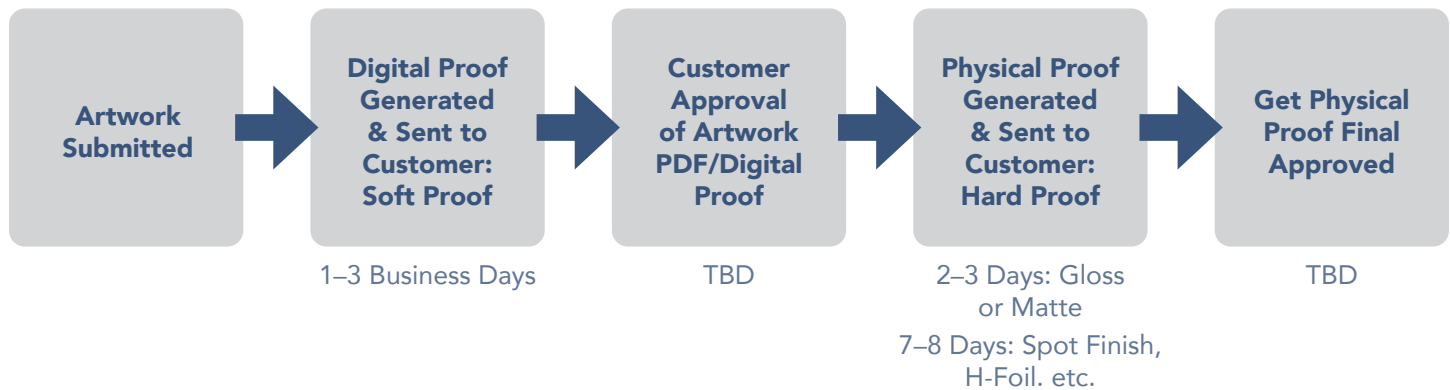 Artwork
Submitted
Digital Proof
Generated
& Sent to
Customer:
Soft Proof
Customer
Approval
of Artwork
PDF/Digital
Proof
Physical Proof
Generated
& Sent to
Customer:
Hard Proof
Get Physical
Proof Final
Approved
1–3 Business Days
TBD
2–3 Days: Gloss
or Matte
7–8 Days: Spot Finish,
H-Foil. etc.
TBD